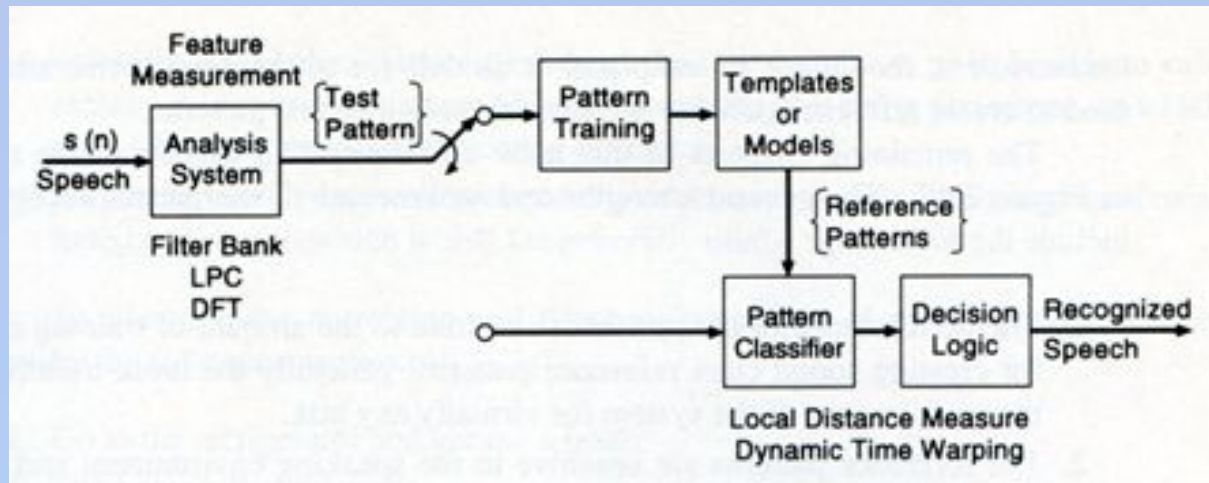 Feature
Measurement
s (n)
Speech
Analysis
System
Filter Bank
LPC
DFT
Test
Pattern
Pattern
Training
Templates
or
Models
Reference
Patterns
Pattern
Classifier
Decision
Logic
Recognized
Speech
Local Distance Measure
Dynamic Time Warping